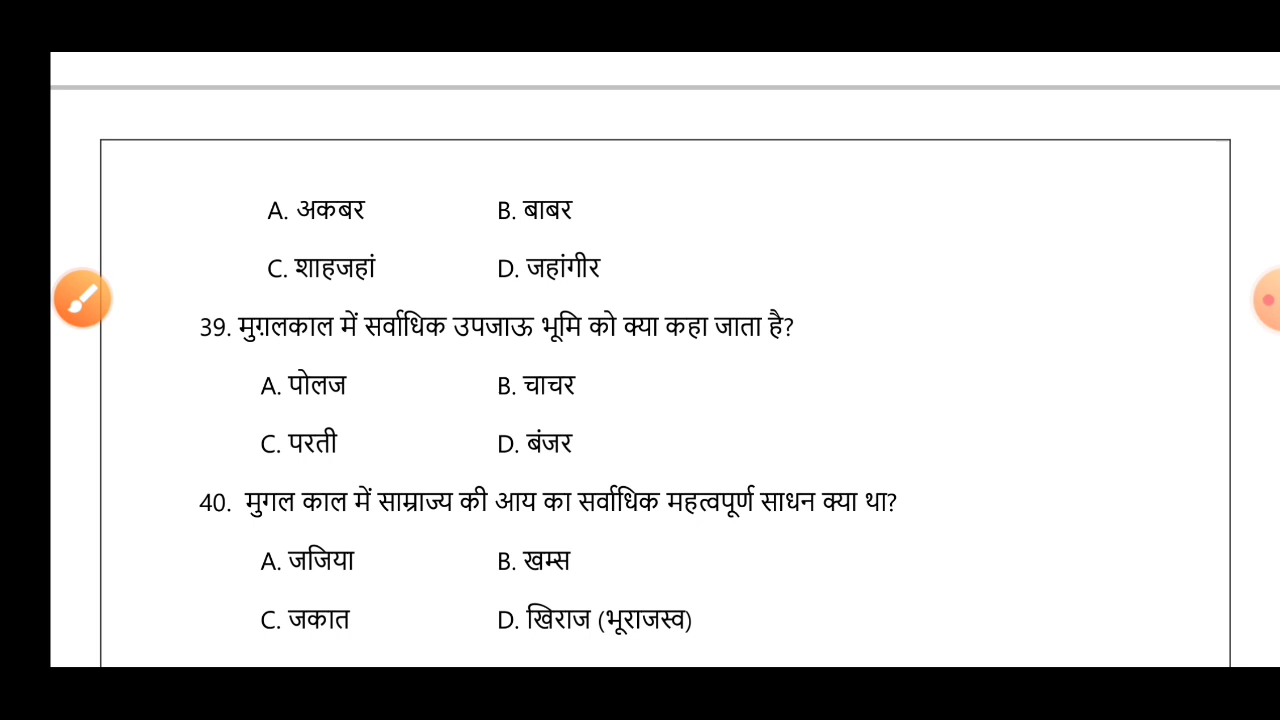 A. अकबर B. बाबर
C. शाहजहां D. जहांगीर
39. मुग़लकाल में सर्वाधिक उपजाऊ भूमि को क्या कहा जाता है?
A. पोलज B. चाचर
C. परती D. बंजर
40. मुगल काल में साम्राज्य की आय का सर्वाधिक महत्वपूर्ण साधन क्या था?
A. जजिया B. खम्स
C. जकात D. खिराज (भूराजस्व)